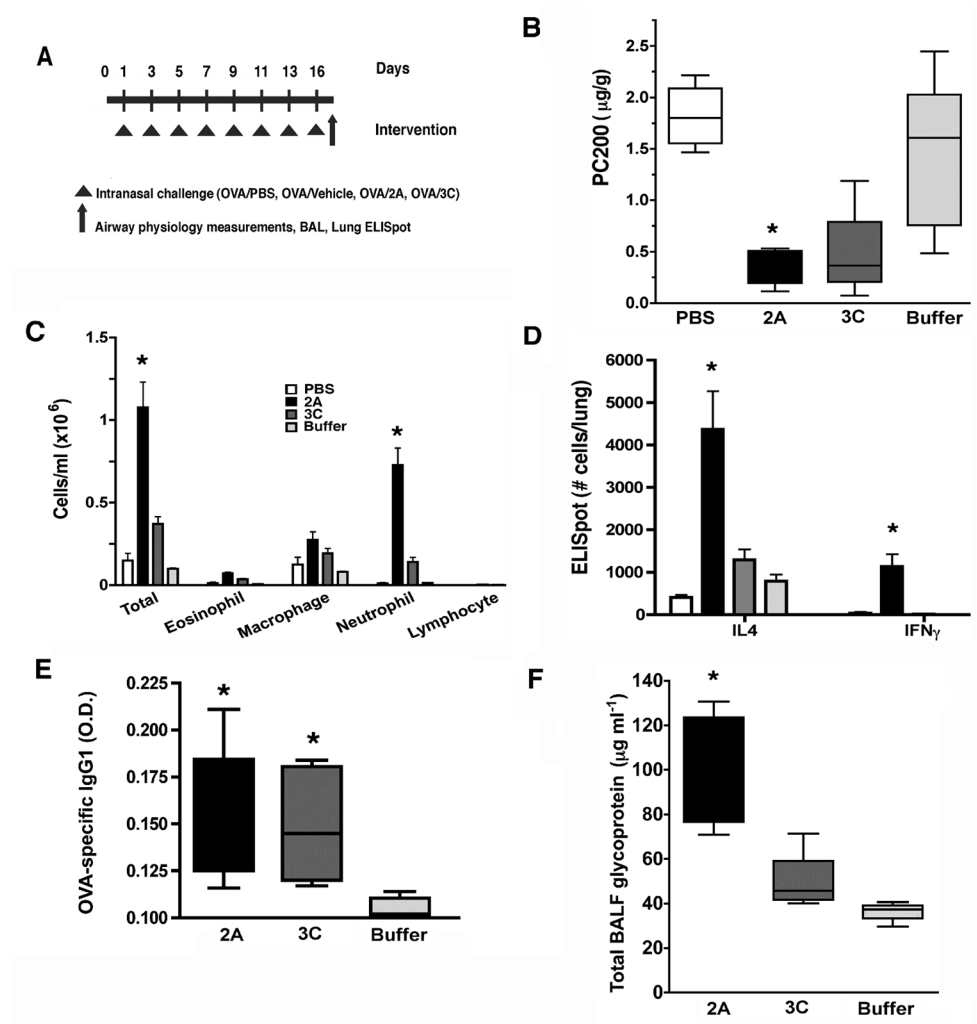 A
0 1 3 5 7 9 11 13 16 Days
Intervention
Intranasal challenge (OVA/PBS, OVA/Vehicle, OVA/2A, OVA/3C)
Airway physiology measurements, BAL, Lung ELISpot
B
PC200 (μg/g)
2.5
2.0
1.5
1.0
0.5
0.0
*
PBS 2A 3C Buffer
C
Cells/ml (x10⁶)
1.5
1
0.5
0
*
*
PBS
2A
3C
Buffer
Total Eosinophil Macrophage Neutrophil Lymphocyte
D
ELISpot (# cells/lung)
6000
5000
4000
3000
2000
1000
0
*
*
IL4 IFNγ
E
OVA-specific IgG1 (O.D.)
0.225
0.200
0.175
0.150
0.125
0.100
*
*
2A 3C Buffer
F
Total BALF glycoprotein (μg ml⁻¹)
140
120
100
80
60
40
20
0
*
2A 3C Buffer